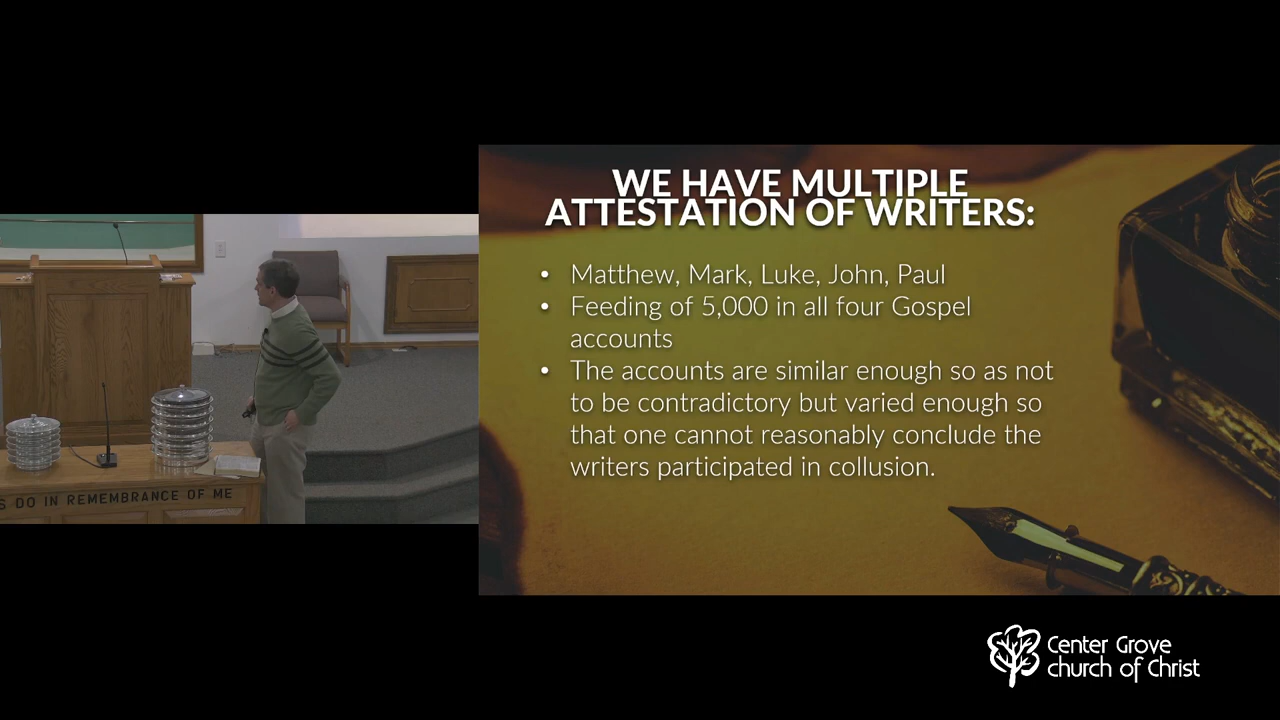 WE HAVE MULTIPLE
ATTESTATION OF WRITERS:
• Matthew, Mark, Luke, John, Paul
• Feeding of 5,000 in all four Gospel
accounts
• The accounts are similar enough so as not
to be contradictory but varied enough so
that one cannot reasonably conclude the
writers participated in collusion.
S DO IN REMEMBRANCE OF ME
Center Grove
church of Christ